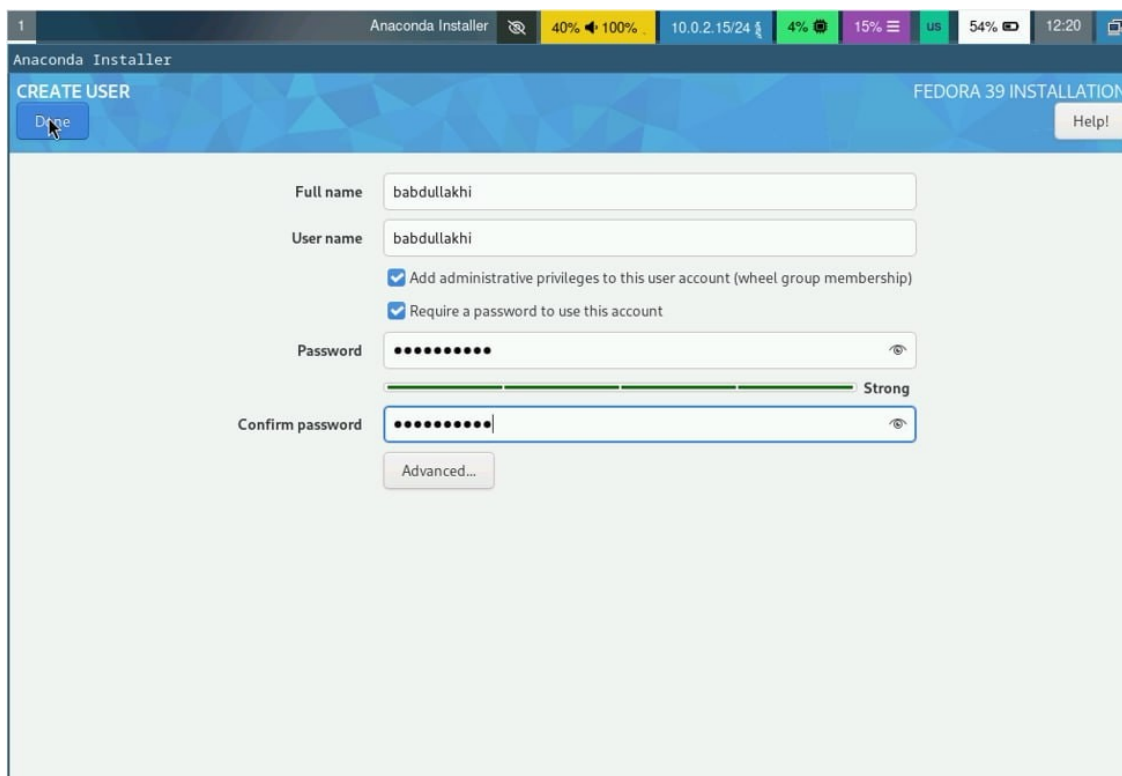 1 Anaconda Installer 40% 100% 10.0.2.15/24 4% 15% us 54% 12:20
Anaconda Installer
CREATE USER FEDORA 39 INSTALLATION
Done Help!
Full name babdullakhi
User name babdullakhi
Add administrative privileges to this user account (wheel group membership)
Require a password to use this account
Password ••••••••••
Strong
Confirm password ••••••••••
Advanced...